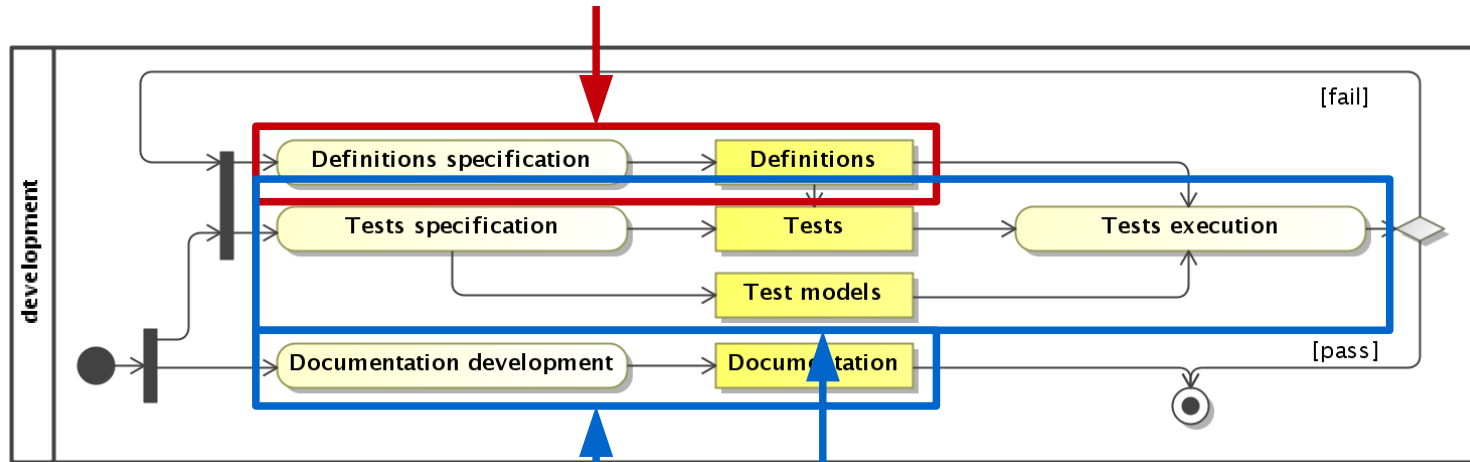 [fail]
Definitions specification
Definitions
development
Tests specification
Tests
Tests execution
Test models
[pass]
Documentation development
Documentation